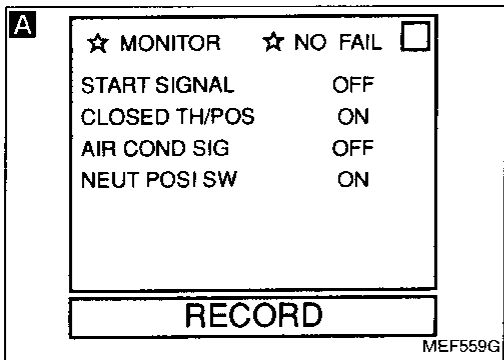 A
☆ MONITOR ☆ NO FAIL
START SIGNAL OFF
CLOSED TH/POS ON
AIR COND SIG OFF
NEUT POSI SW ON
RECORD
MEF559G